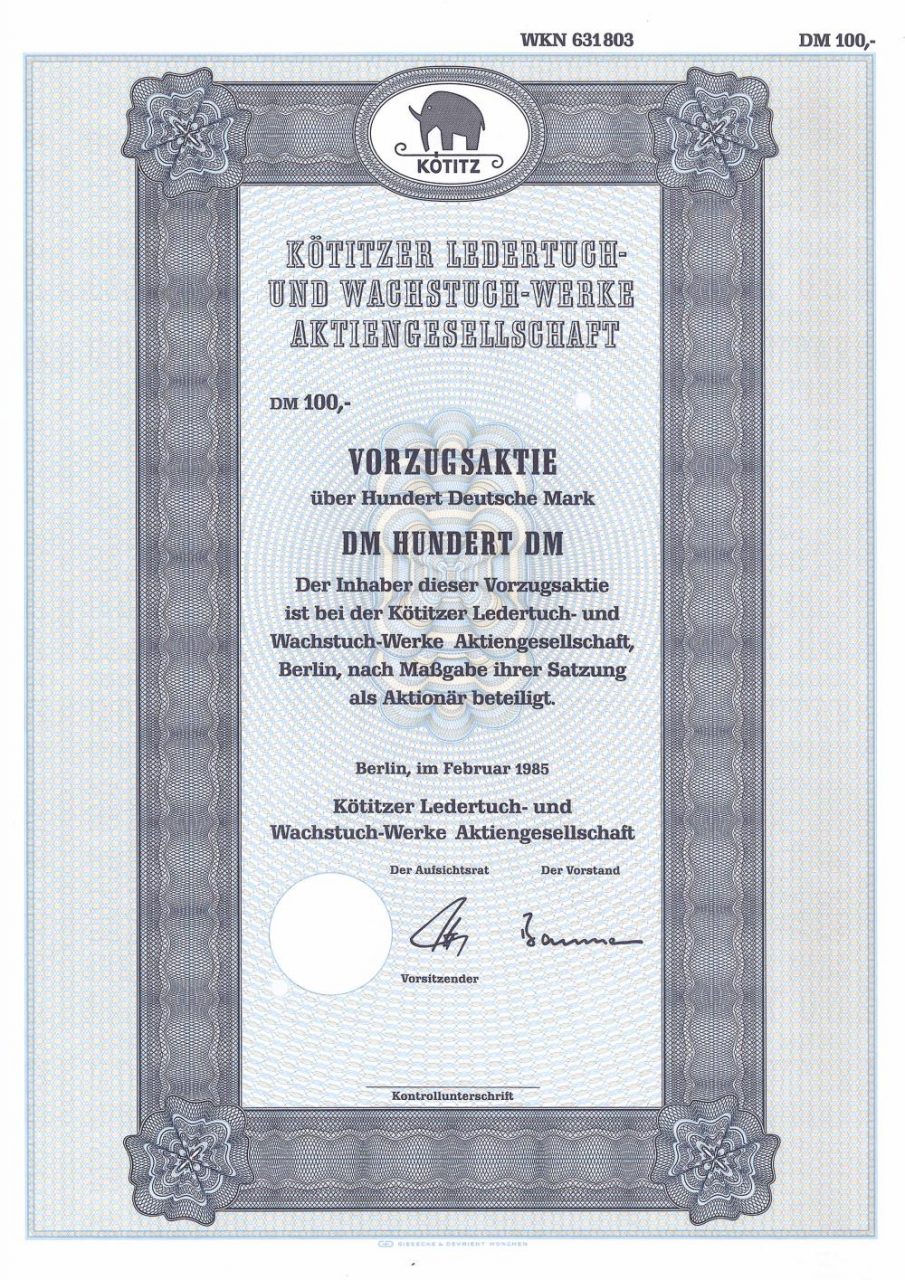 WKN 631803 DM 100,-
KÖTITZ
KÖTITZER LEDERTUCH-
UND WACHSTUCH-WERKE
AKTIENGESELLSCHAFT
DM 100,-
VORZUGSAKTIE
über Hundert Deutsche Mark
DM HUNDERT DM
Der Inhaber dieser Vorzugsaktie
ist bei der Kötitzer Ledertuch- und
Wachstuch-Werke Aktiengesellschaft,
Berlin, nach Maßgabe ihrer Satzung
als Aktionär beteiligt.
Berlin, im Februar 1985
Kötitzer Ledertuch- und
Wachstuch-Werke Aktiengesellschaft
Der Aufsichtsrat Der Vorstand
Vorsitzender
Kontrollunterschrift
GIESECKE & DEVRIENT MÜNCHEN